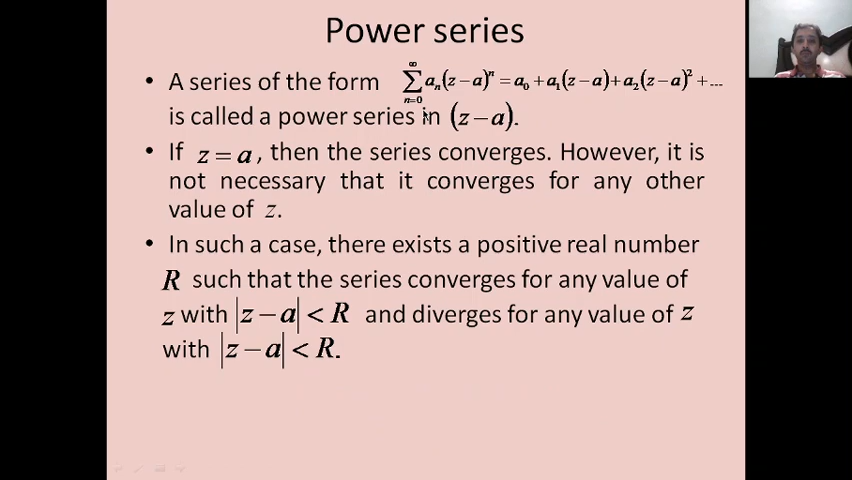 Power series
• A series of the form $\sum_{n=0}^{\infty} a_n(z-a)^n = a_0 + a_1(z-a) + a_2(z-a)^2 + ...$
is called a power series in $(z-a)$.
• If $z = a$, then the series converges. However, it is
not necessary that it converges for any other
value of $z$.
• In such a case, there exists a positive real number
$R$ such that the series converges for any value of
$z$ with $|z-a| < R$ and diverges for any value of $z$
with $|z-a| < R$.